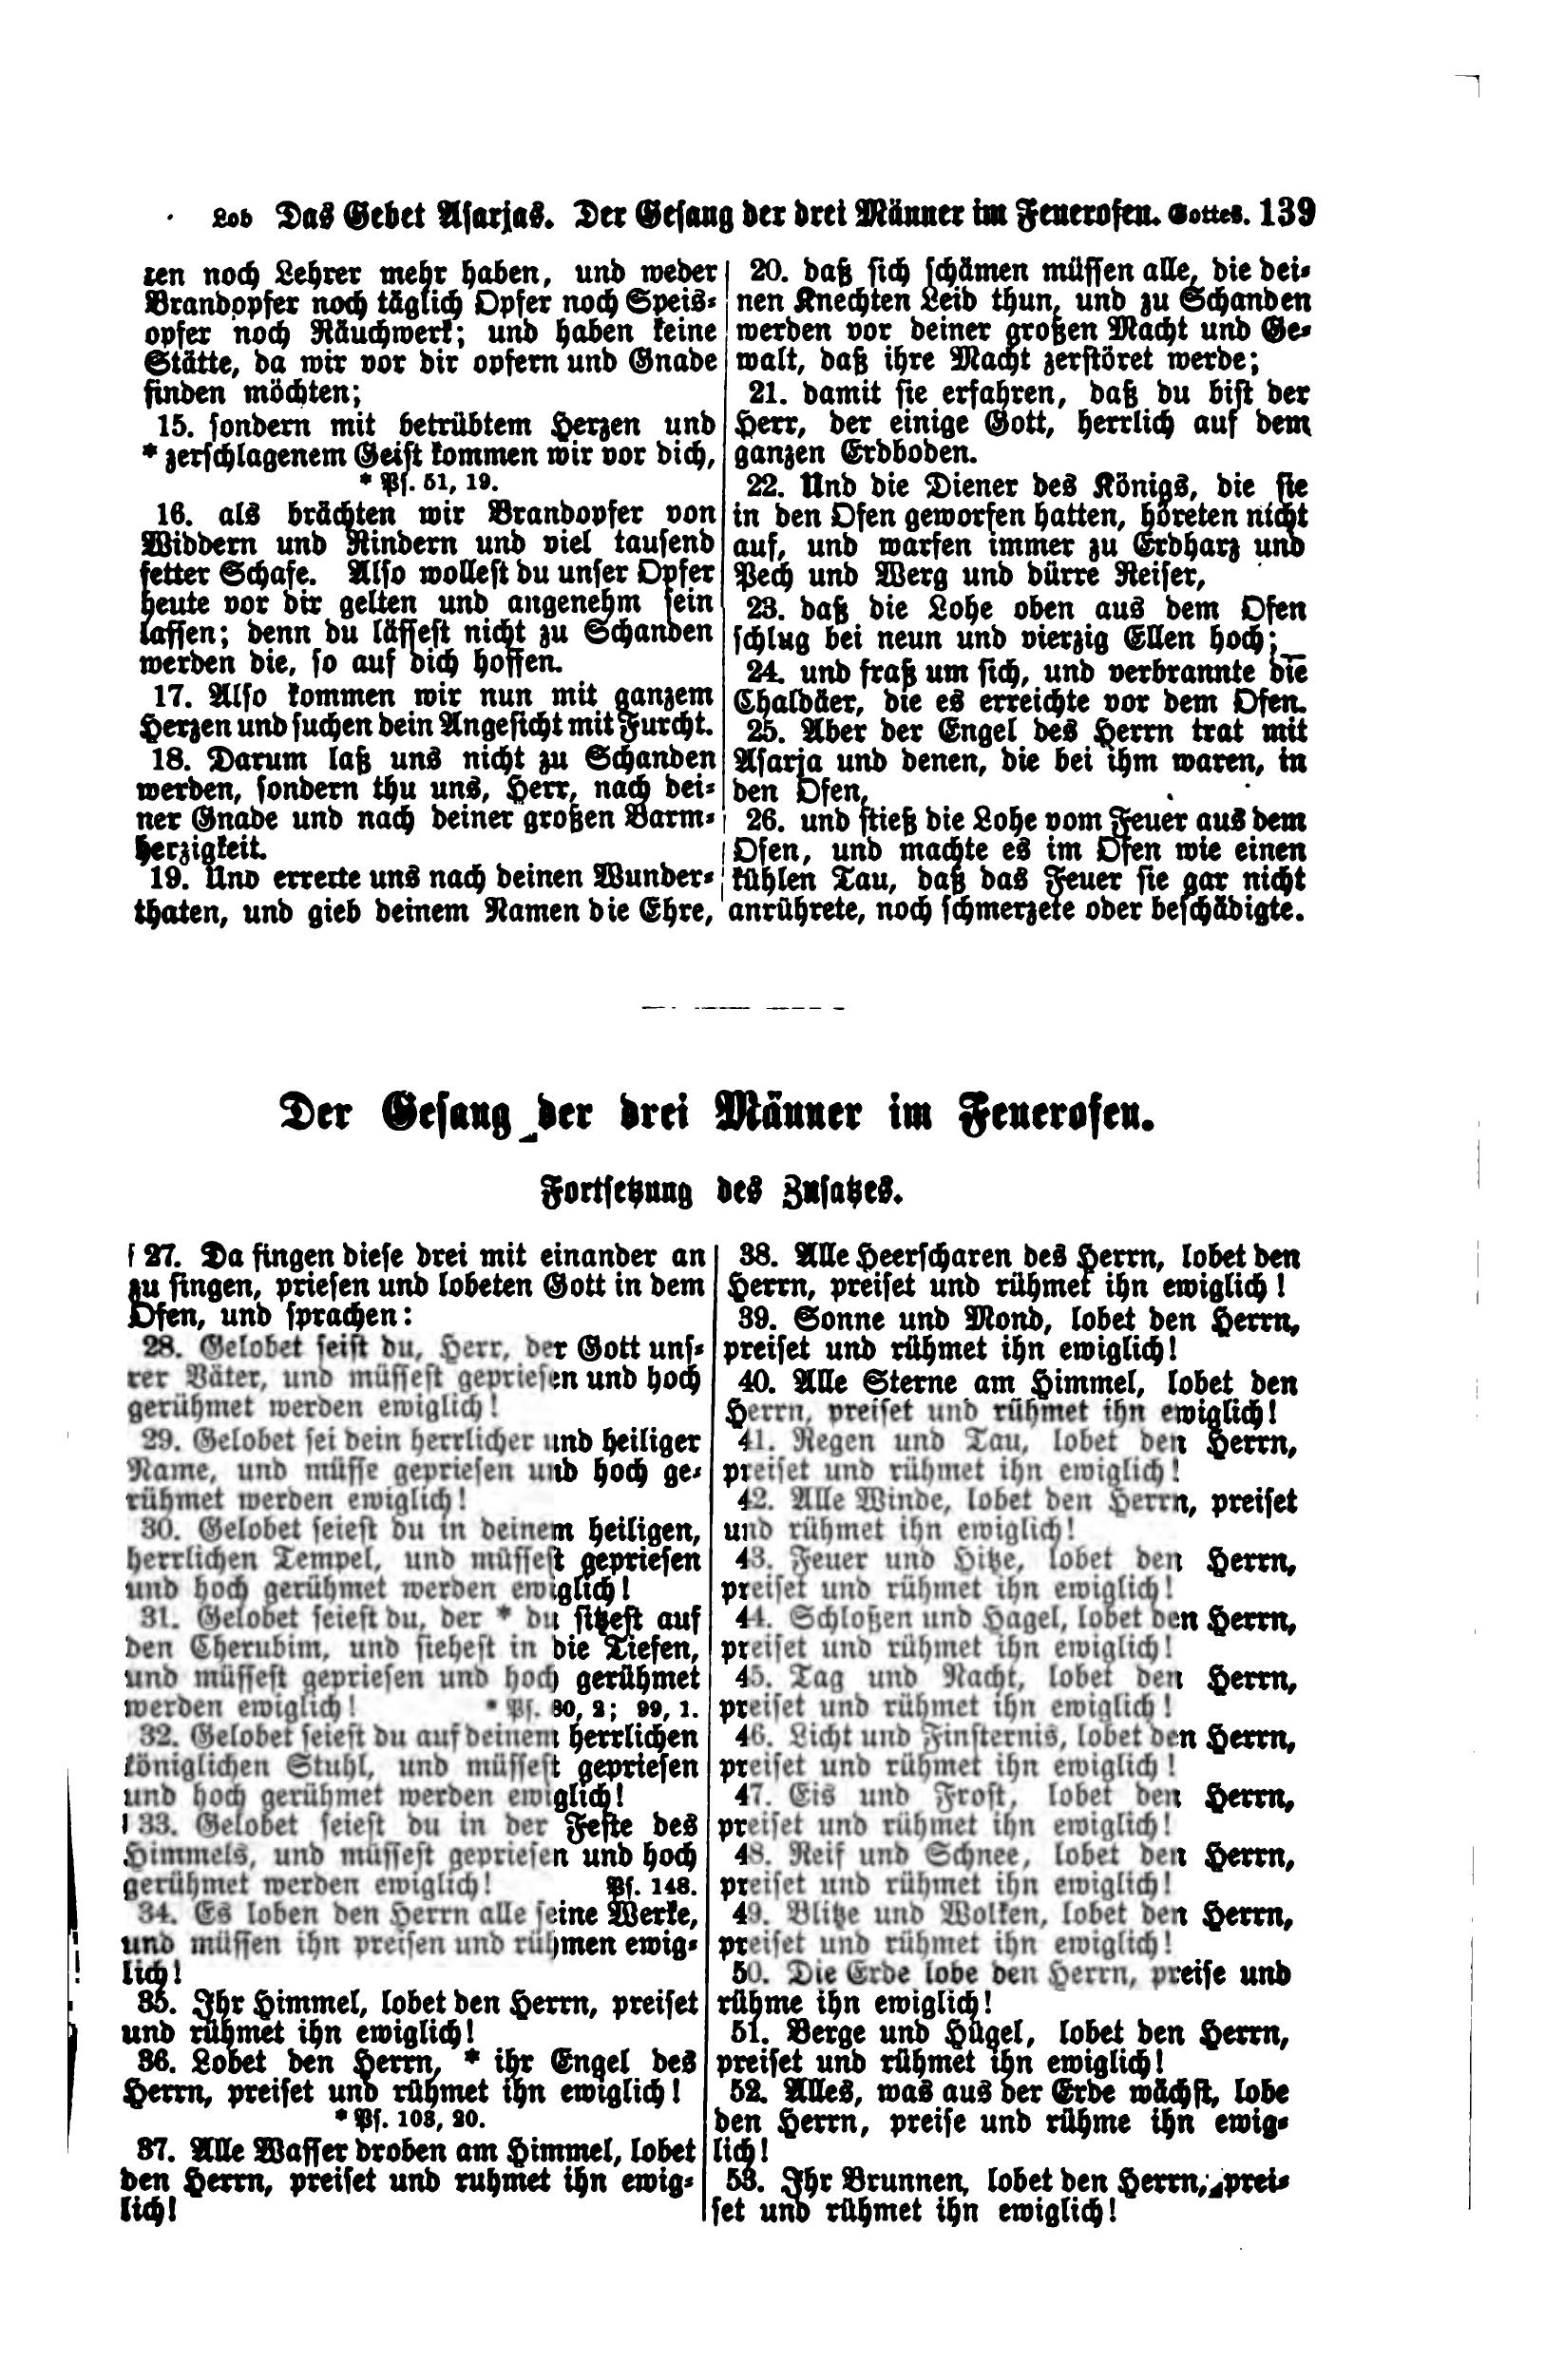 Lob Das Gebet Asarjas. Der Gesang der drei Männer im Feuerofen. Gottes. 139
ten noch Lehrer mehr haben, und weder
Brandopfer noch täglich Opfer noch Speis-
opfer noch Räuchwerk; und haben keine
Stätte, da wir vor dir opfern und Gnade
finden möchten;
15. sondern mit betrübtem Herzen und
* zerschlagenem Geist kommen wir vor dich,
* Ps. 51, 19.
16. als brächten wir Brandopfer von
Widdern und Rindern und viel tausend
fetter Schafe. Also wollest du unser Opfer
heute vor dir gelten und angenehm sein
lassen; denn du lässest nicht zu Schanden
werden die, so auf dich hoffen.
17. Also kommen wir nun mit ganzem
Herzen und suchen dein Angesicht mit Furcht.
18. Darum laß uns nicht zu Schanden
werden, sondern thu uns, Herr, nach dei-
ner Gnade und nach deiner großen Barm-
herzigkeit.
19. Und errette uns nach deinen Wunder-
thaten, und gieb deinem Namen die Ehre,
20. daß sich schämen müssen alle, die dei-
nen Knechten Leid thun, und zu Schanden
werden vor deiner großen Macht und Ge-
walt, daß ihre Macht zerstöret werde;
21. damit sie erfahren, daß du bist der
Herr, der einige Gott, herrlich auf dem
ganzen Erdboden.
22. Und die Diener des Königs, die sie
in den Ofen geworfen hatten, höreten nicht
auf, und warfen immer zu Erdharz und
Pech und Werg und dürre Reiser,
23. daß die Lohe oben aus dem Ofen
schlug bei neun und vierzig Ellen hoch;
24. und fraß um sich, und verbrannte die
Chaldäer, die es erreichte vor dem Ofen.
25. Aber der Engel des Herrn trat mit
Asarja und denen, die bei ihm waren, in
den Ofen,
26. und stieß die Lohe vom Feuer aus dem
Ofen, und machte es im Ofen wie einen
kühlen Tau, daß das Feuer sie gar nicht
anrührete, noch schmerzete oder beschädigte.
Der Gesang der drei Männer im Feuerofen.
Fortsetzung des Zusatzes.
27. Da fingen diese drei mit einander an
zu singen, priesen und lobeten Gott in dem
Ofen, und sprachen:
28. Gelobet seist du, Herr, der Gott uns-
rer Väter, und müssest gepriesen und hoch
gerühmet werden ewiglich!
29. Gelobet sei dein herrlicher und heiliger
Name, und müsse gepriesen und hoch ge-
rühmet werden ewiglich!
30. Gelobet seiest du in deinem heiligen,
herrlichen Tempel, und müssest gepriesen
und hoch gerühmet werden ewiglich!
31. Gelobet seiest du, der * du sitzest auf
den Cherubim, und siehest in die Tiefen,
und müssest gepriesen und hoch gerühmet
werden ewiglich! * Ps. 80, 2; 99, 1.
32. Gelobet seiest du auf deinem herrlichen
königlichen Stuhl, und müssest gepriesen
und hoch gerühmet werden ewiglich!
33. Gelobet seiest du in der Feste des
Himmels, und müssest gepriesen und hoch
gerühmet werden ewiglich! Ps. 148.
34. Es loben den Herrn alle seine Werke,
und müssen ihn preisen und rühmen ewig-
lich!
35. Ihr Himmel, lobet den Herrn, preiset
und rühmet ihn ewiglich!
36. Lobet den Herrn, * ihr Engel des
Herrn, preiset und rühmet ihn ewiglich!
* Ps. 103, 20.
37. Alle Wasser droben am Himmel, lobet
den Herrn, preiset und rühmet ihn ewig-
lich!
38. Alle Heerscharen des Herrn, lobet den
Herrn, preiset und rühmet ihn ewiglich!
39. Sonne und Mond, lobet den Herrn,
preiset und rühmet ihn ewiglich!
40. Alle Sterne am Himmel, lobet den
Herrn, preiset und rühmet ihn ewiglich!
41. Regen und Tau, lobet den Herrn,
preiset und rühmet ihn ewiglich!
42. Alle Winde, lobet den Herrn, preiset
und rühmet ihn ewiglich!
43. Feuer und Hitze, lobet den Herrn,
preiset und rühmet ihn ewiglich!
44. Schloßen und Hagel, lobet den Herrn,
preiset und rühmet ihn ewiglich!
45. Tag und Nacht, lobet den Herrn,
preiset und rühmet ihn ewiglich!
46. Licht und Finsternis, lobet den Herrn,
preiset und rühmet ihn ewiglich!
47. Eis und Frost, lobet den Herrn,
preiset und rühmet ihn ewiglich!
48. Reif und Schnee, lobet den Herrn,
preiset und rühmet ihn ewiglich!
49. Blitze und Wolken, lobet den Herrn,
preiset und rühmet ihn ewiglich!
50. Die Erde lobe den Herrn, preise und
rühme ihn ewiglich!
51. Berge und Hügel, lobet den Herrn,
preiset und rühmet ihn ewiglich!
52. Alles, was aus der Erde wächst, lobe
den Herrn, preise und rühme ihn ewig-
lich!
53. Ihr Brunnen, lobet den Herrn, prei-
set und rühmet ihn ewiglich!